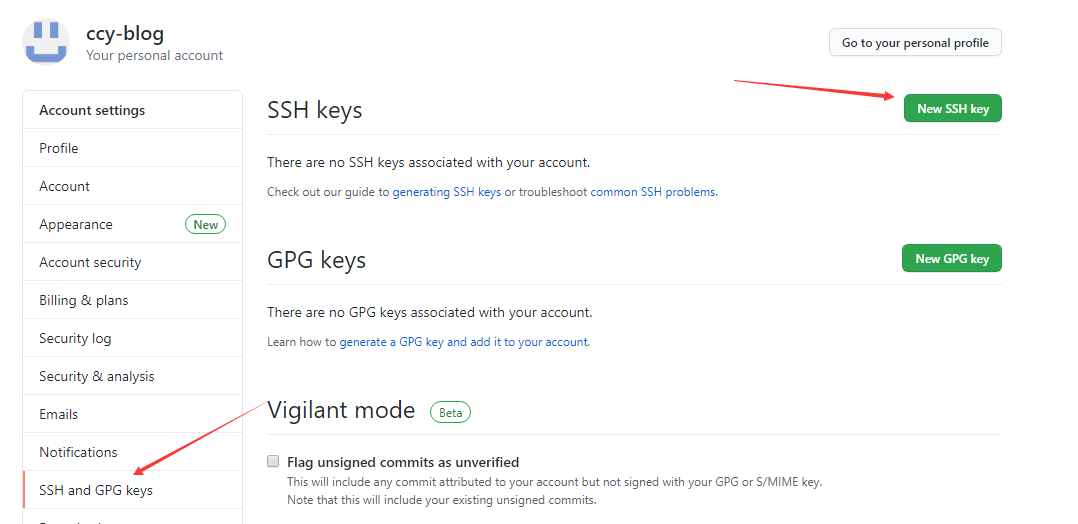 ccy-blog
Your personal account
Go to your personal profile
Account settings
Profile
Account
Appearance New
Account security
Billing & plans
Security log
Security & analysis
Emails
Notifications
SSH and GPG keys
SSH keys
New SSH key
There are no SSH keys associated with your account.
Check out our guide to generating SSH keys or troubleshoot common SSH problems.
GPG keys
New GPG key
There are no GPG keys associated with your account.
Learn how to generate a GPG key and add it to your account.
Vigilant mode Beta
Flag unsigned commits as unverified
This will include any commit attributed to your account but not signed with your GPG or S/MIME key.
Note that this will include your existing unsigned commits.